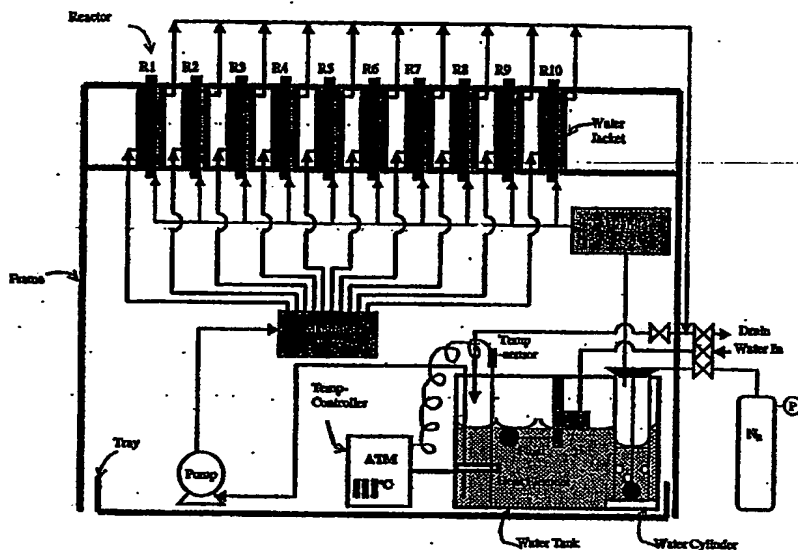 Reactor
R1 R2 R3 R4 R5 R6 R7 R8 R9 R10
Water
Jacket
Frame
Drain
Water In
Temp
sensor
Temp-
Controller
Tray
Pump
ATM
°C
N₂
P
Water Tank
Water Cylinder